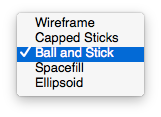 Wireframe
Capped Sticks
✓ Ball and Stick
Spacefill
Ellipsoid